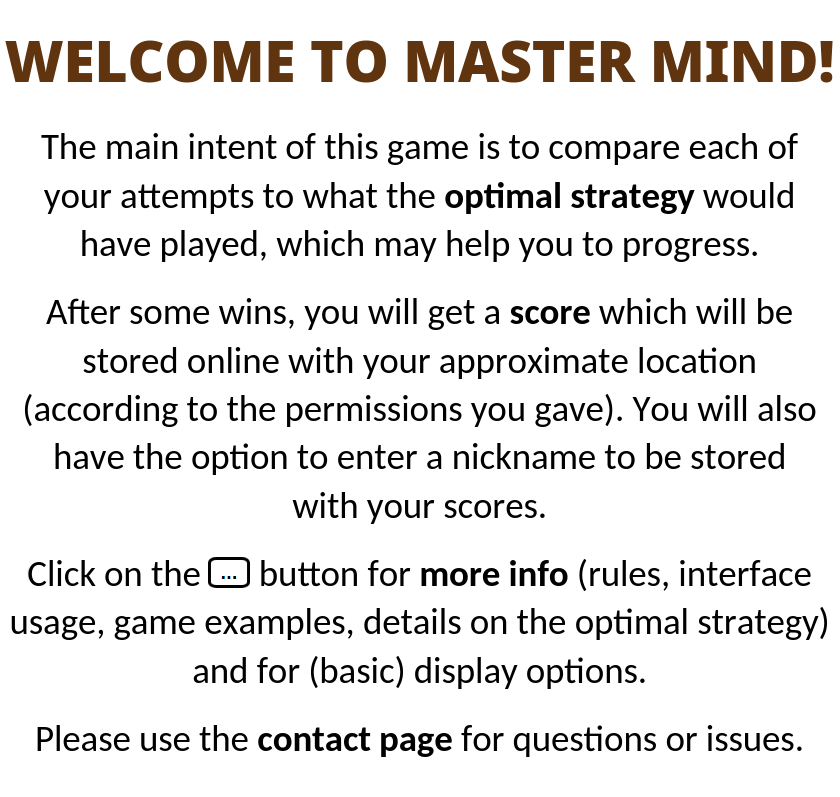 WELCOME TO MASTER MIND!
The main intent of this game is to compare each of
your attempts to what the optimal strategy would
have played, which may help you to progress.
After some wins, you will get a score which will be
stored online with your approximate location
(according to the permissions you gave). You will also
have the option to enter a nickname to be stored
with your scores.
Click on the ... button for more info (rules, interface
usage, game examples, details on the optimal strategy)
and for (basic) display options.
Please use the contact page for questions or issues.